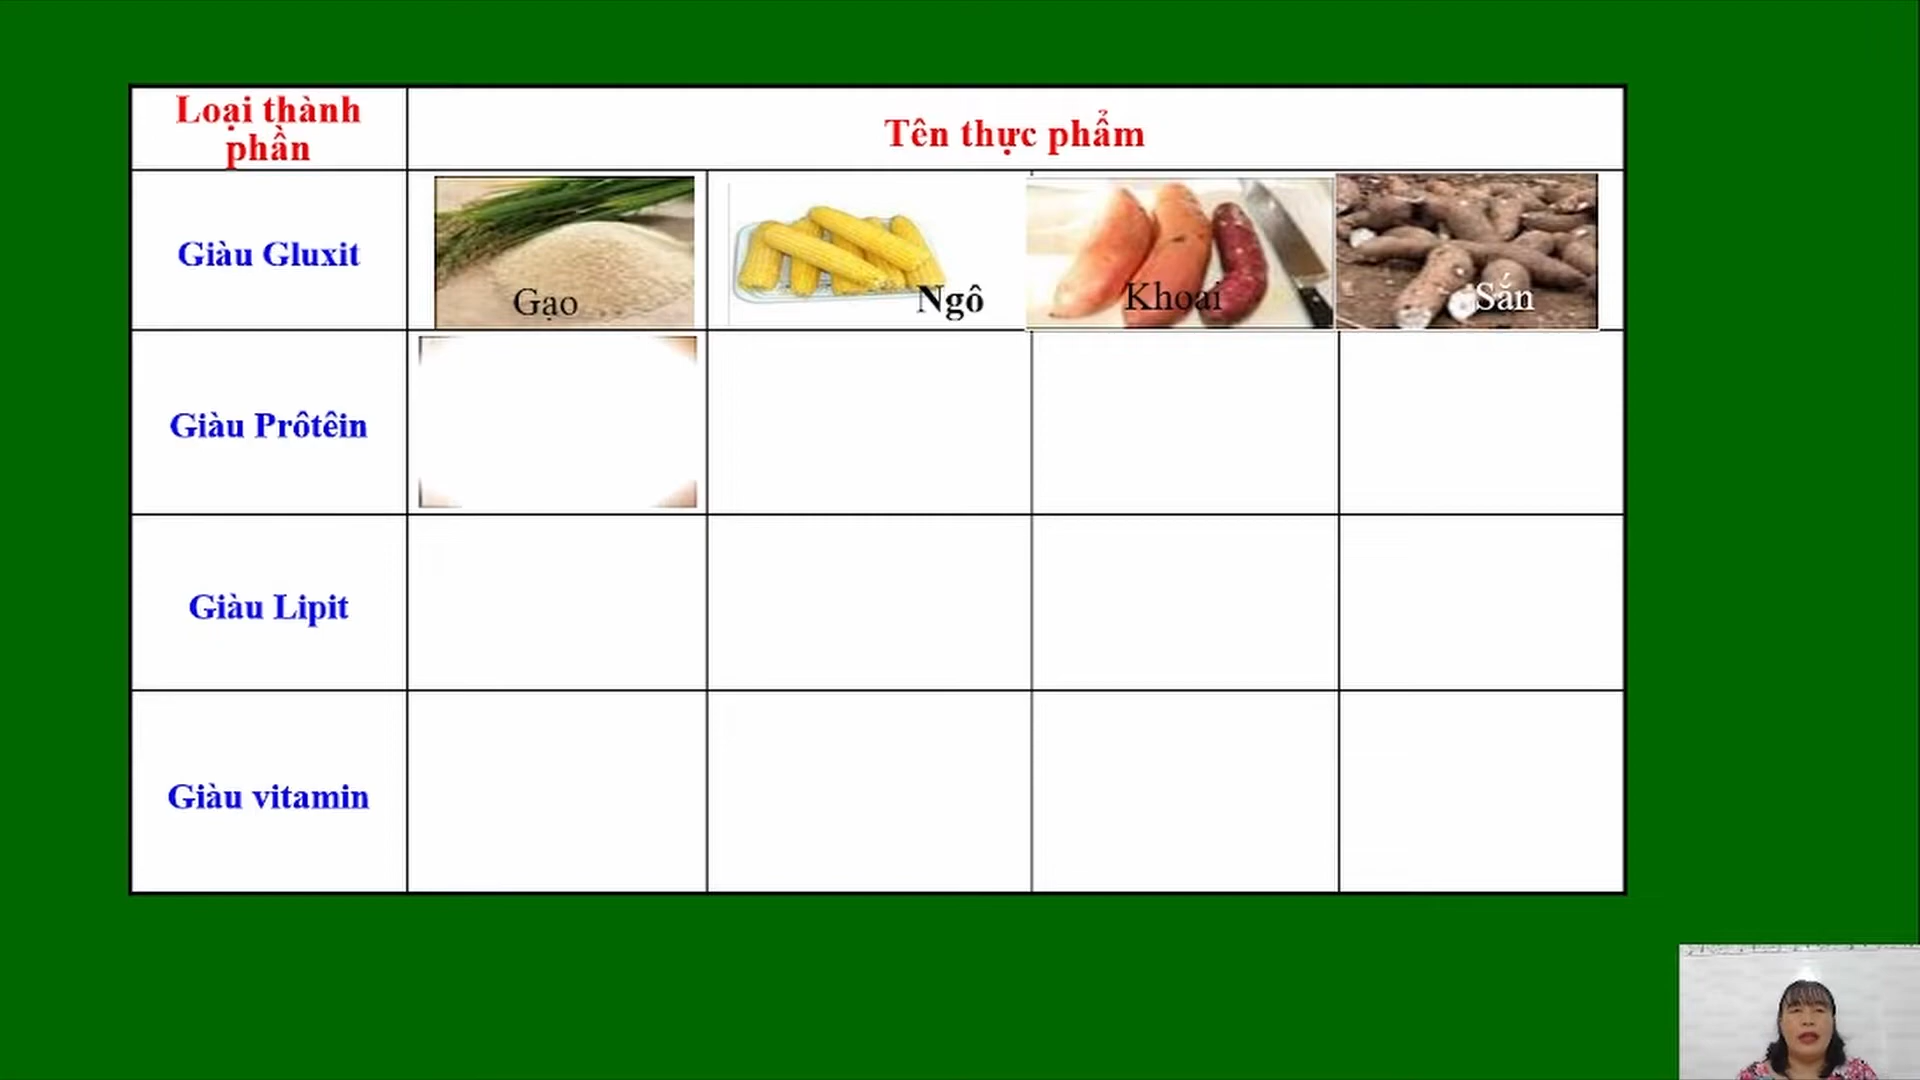 Loại thành
phần
Tên thực phẩm
Giàu Gluxit
Gạo
Ngô
Khoai
Sắn
Giàu Prôtêin
Giàu Lipit
Giàu vitamin